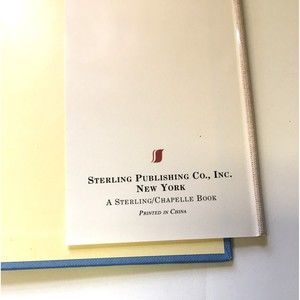 STERLING PUBLISHING CO., INC.
NEW YORK
A STERLING/CHAPELLE BOOK
PRINTED IN CHINA